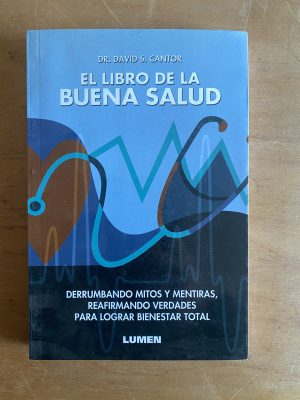 DR. DAVID S. CANTOR
EL LIBRO DE LA
BUENA SALUD
DERRUMBANDO MITOS Y MENTIRAS,
REAFIRMANDO VERDADES
PARA LOGRAR BIENESTAR TOTAL
LUMEN